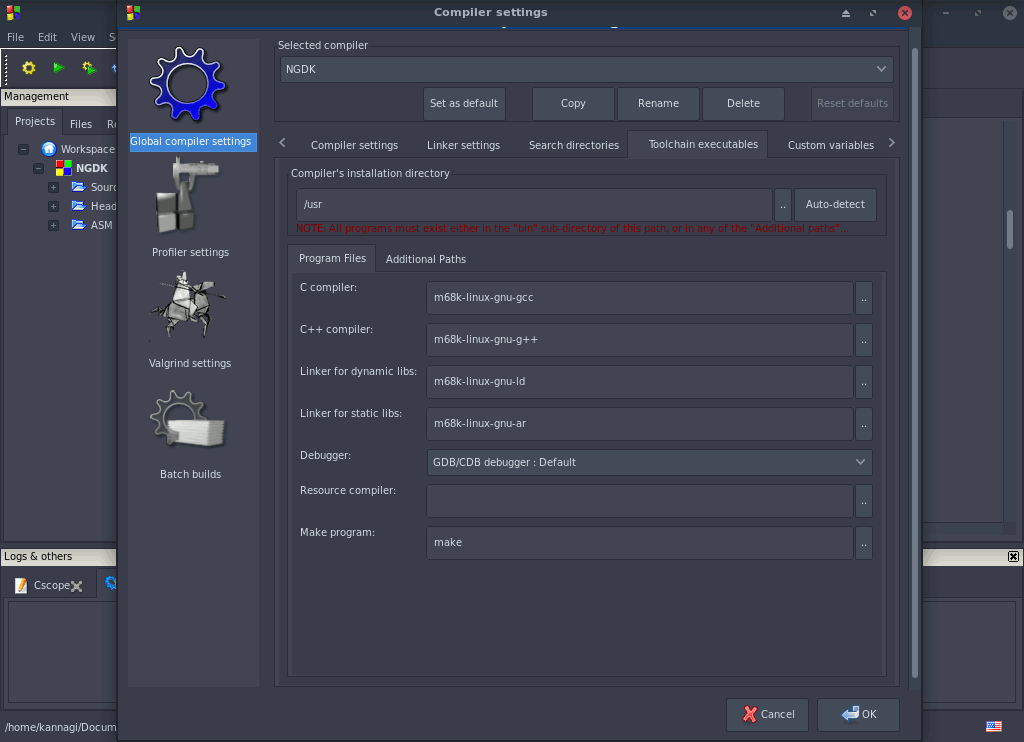 Compiler settings
File Edit View
Management
Projects Files
Workspace
NGDK
ASM
Logs & others
Cscope
/home/kannagi/Docum
Global compiler settings
Profiler settings
Valgrind settings
Batch builds
Selected compiler
NGDK
Set as default Copy Rename Delete Reset defaults
Compiler settings Linker settings Search directories Toolchain executables Custom variables
Compiler's installation directory
/usr .. Auto-detect
NOTE: All programs must exist either in the "bin" sub-directory of this path, or in any of the "Additional paths"...
Program Files Additional Paths
C compiler: m68k-linux-gnu-gcc ..
C++ compiler: m68k-linux-gnu-g++ ..
Linker for dynamic libs: m68k-linux-gnu-ld ..
Linker for static libs: m68k-linux-gnu-ar ..
Debugger: GDB/CDB debugger : Default
Resource compiler: ..
Make program: make ..
Cancel OK